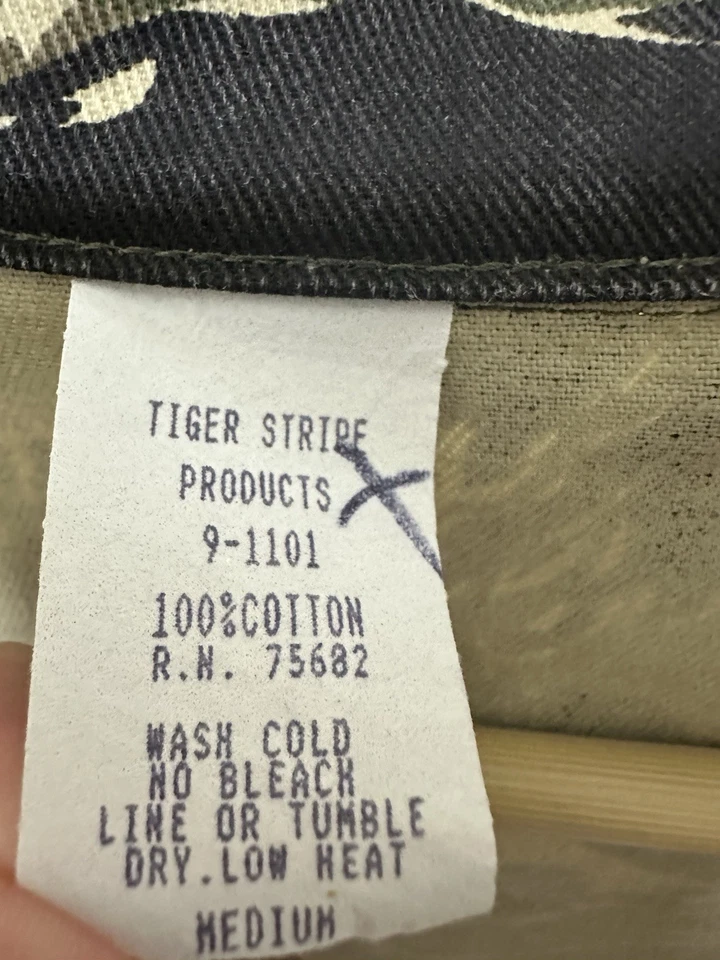 TIGER STRIPE
PRODUCTS
9-1101
100%COTTON
R.N. 75682
WASH COLD
NO BLEACH
LINE OR TUMBLE
DRY.LOW HEAT
MEDIUM